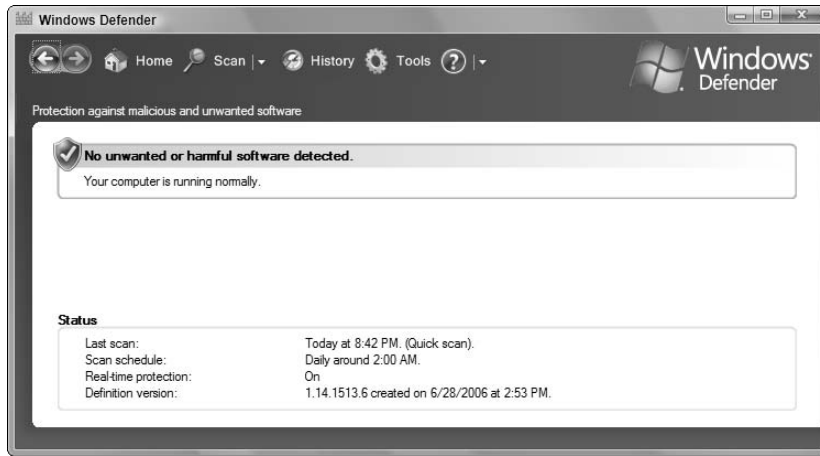 Windows Defender
Home Scan History Tools ?
Windows
Defender
Protection against malicious and unwanted software
No unwanted or harmful software detected.
Your computer is running normally.
Status
Last scan: Today at 8:42 PM. (Quick scan).
Scan schedule: Daily around 2:00 AM.
Real-time protection: On
Definition version: 1.14.1513.6 created on 6/28/2006 at 2:53 PM.